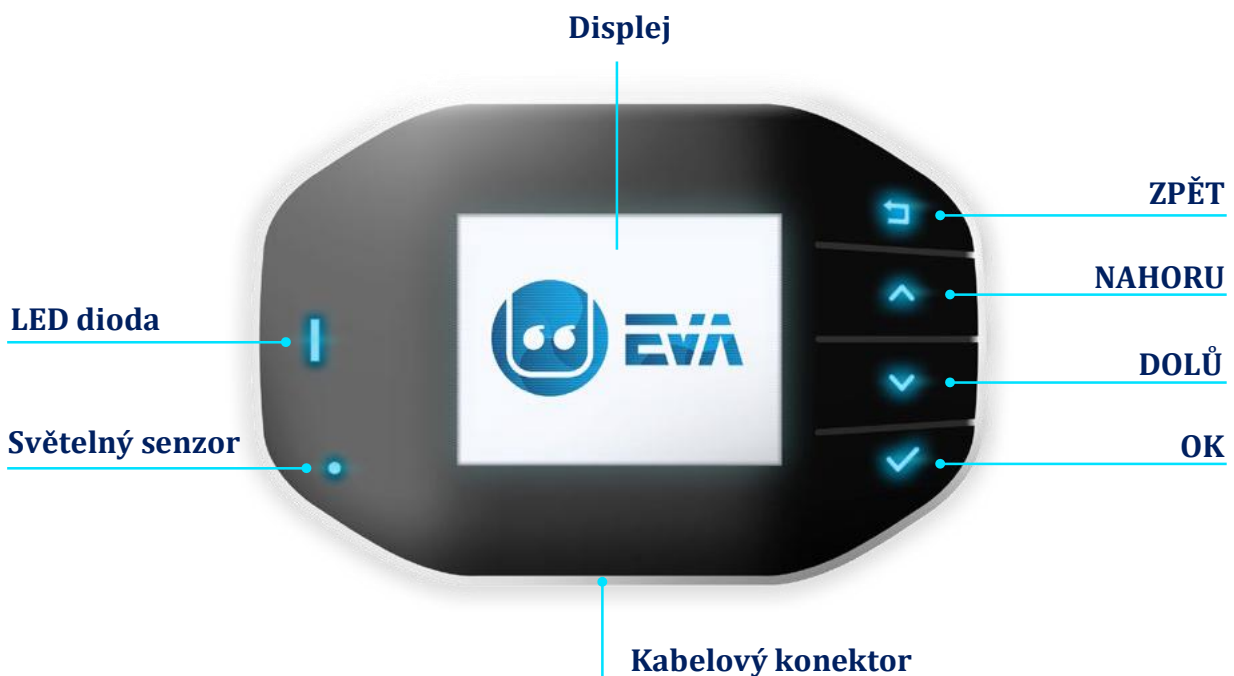 Displej
ZPĚT
NAHORU
LED dioda
EVA
DOLŮ
Světelný senzor
OK
Kabelový konektor